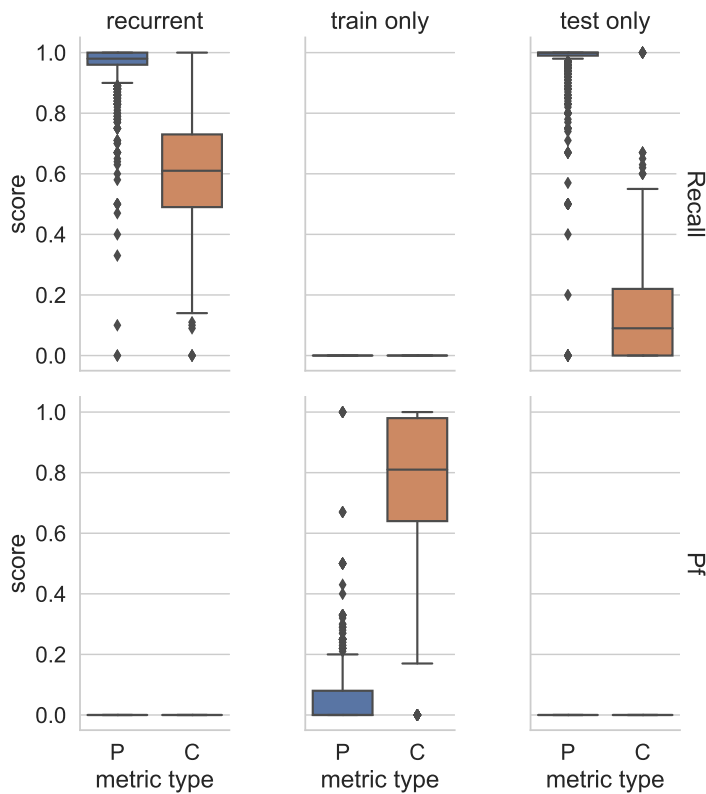 recurrent train only test only
1.0
0.8
0.6
0.4
0.2
0.0
score
Recall
1.0
0.8
0.6
0.4
0.2
0.0
score
Pf
P C P C P C
metric type metric type metric type